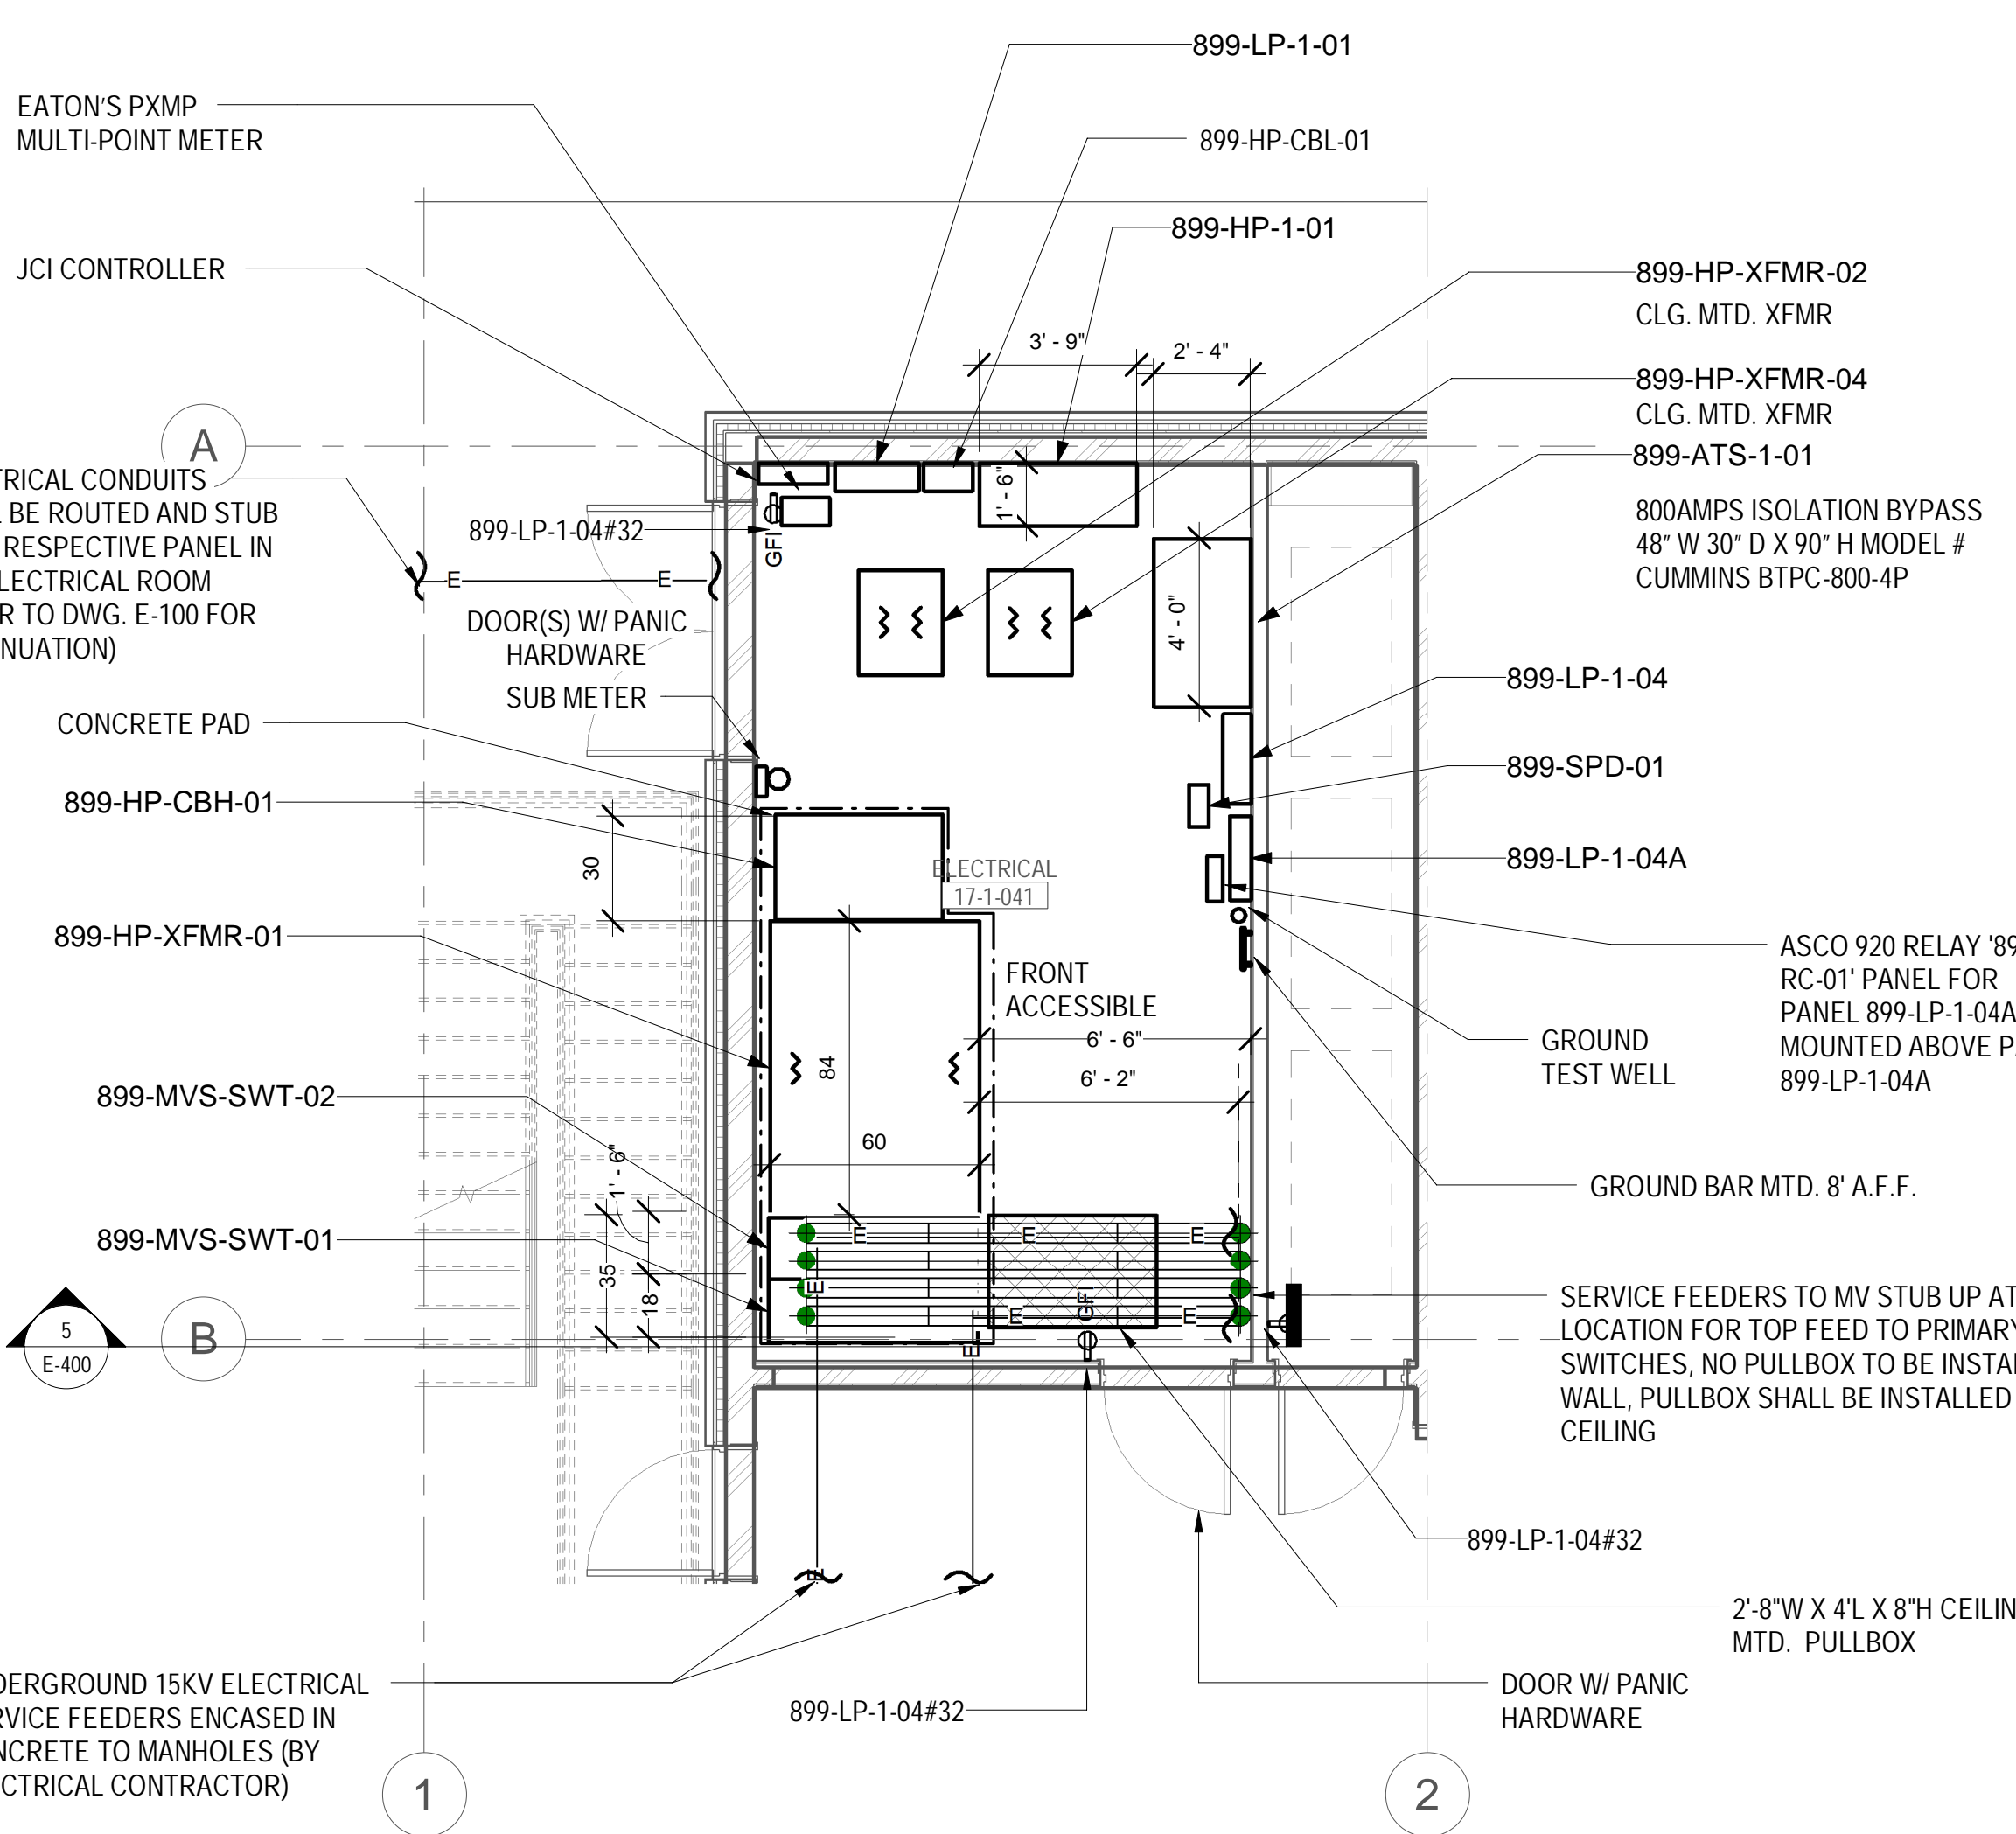 899-LP-1-01
EATON'S PXMP
MULTI-POINT METER
899-HP-CBL-01
899-HP-1-01
JCI CONTROLLER
899-HP-XFMR-02
CLG. MTD. XFMR
3' - 9"
2' - 4"
899-HP-XFMR-04
CLG. MTD. XFMR
A
899-ATS-1-01
800AMPS ISOLATION BYPASS
48" W 30" D X 90" H MODEL #
CUMMINS BTPC-800-4P
TRICAL CONDUITS
BE ROUTED AND STUB
RESPECTIVE PANEL IN
LECTRICAL ROOM
R TO DWG. E-100 FOR
NUATION)
1' - 6"
899-LP-1-04#32
GFI
E
E
DOOR(S) W/ PANIC
HARDWARE
4' - 0"
SUB METER
899-LP-1-04
CONCRETE PAD
899-SPD-01
899-HP-CBH-01
30
ELECTRICAL
17-1-041
899-LP-1-04A
899-HP-XFMR-01
FRONT
ACCESSIBLE
ASCO 920 RELAY '89
RC-01' PANEL FOR
PANEL 899-LP-1-04A
MOUNTED ABOVE P
899-LP-1-04A
6' - 6"
GROUND
TEST WELL
84
6' - 2"
899-MVS-SWT-02
60
1' - 6"
GROUND BAR MTD. 8' A.F.F.
899-MVS-SWT-01
E
E
E
35
18
E
E
E
E
GFI
5
E-400
B
SERVICE FEEDERS TO MV STUB UP AT
LOCATION FOR TOP FEED TO PRIMARY
SWITCHES, NO PULLBOX TO BE INSTAL
WALL, PULLBOX SHALL BE INSTALLED
CEILING
899-LP-1-04#32
E
2'-8"W X 4'L X 8"H CEILIN
MTD. PULLBOX
DERGROUND 15KV ELECTRICAL
RVICE FEEDERS ENCASED IN
NCRETE TO MANHOLES (BY
ECTRICAL CONTRACTOR)
899-LP-1-04#32
DOOR W/ PANIC
HARDWARE
1
2